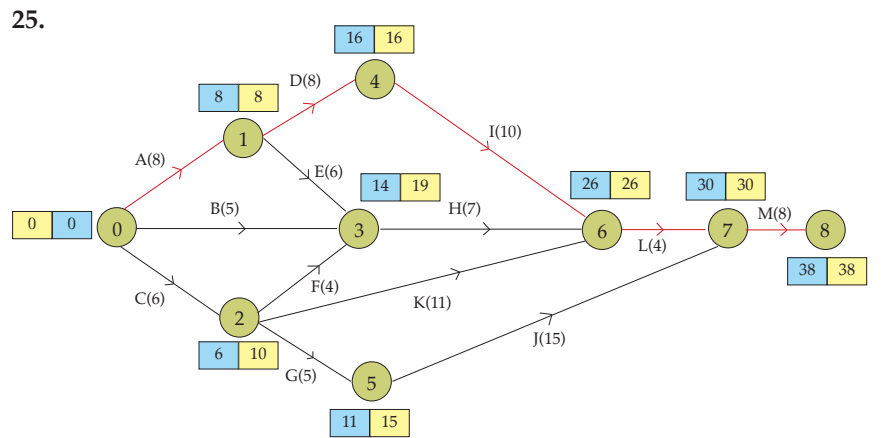 25.
16 16
4
D(8)
8 8
1
I(10)
A(8)
E(6)
14 19
26 26
30 30
B(5)
H(7)
M(8)
0 0
0
3
6
7
8
L(4)
F(4)
38 38
C(6)
K(11)
2
J(15)
6 10
G(5)
5
11 15